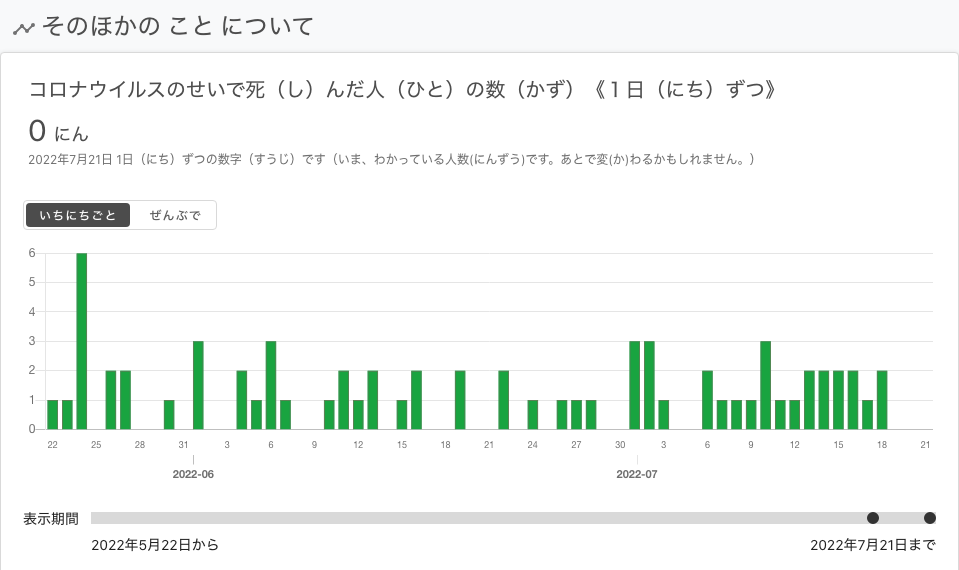 そのほかの こと について
コロナウイルスのせいで死（し）んだ人（ひと）の数（かず）《１日（にち）ずつ》
0 にん
2022年7月21日 1日（にち）ずつの数字（すうじ）です（いま、わかっている人数(にんずう)です。あとで変(か)わるかもしれません。）
いちにちごと ぜんぶで
6
5
4
3
2
1
0
22 25 28 31 3 6 9 12 15 18 21 24 27 30 3 6 9 12 15 18 21
2022-06 2022-07
表示期間
2022年5月22日から 2022年7月21日まで